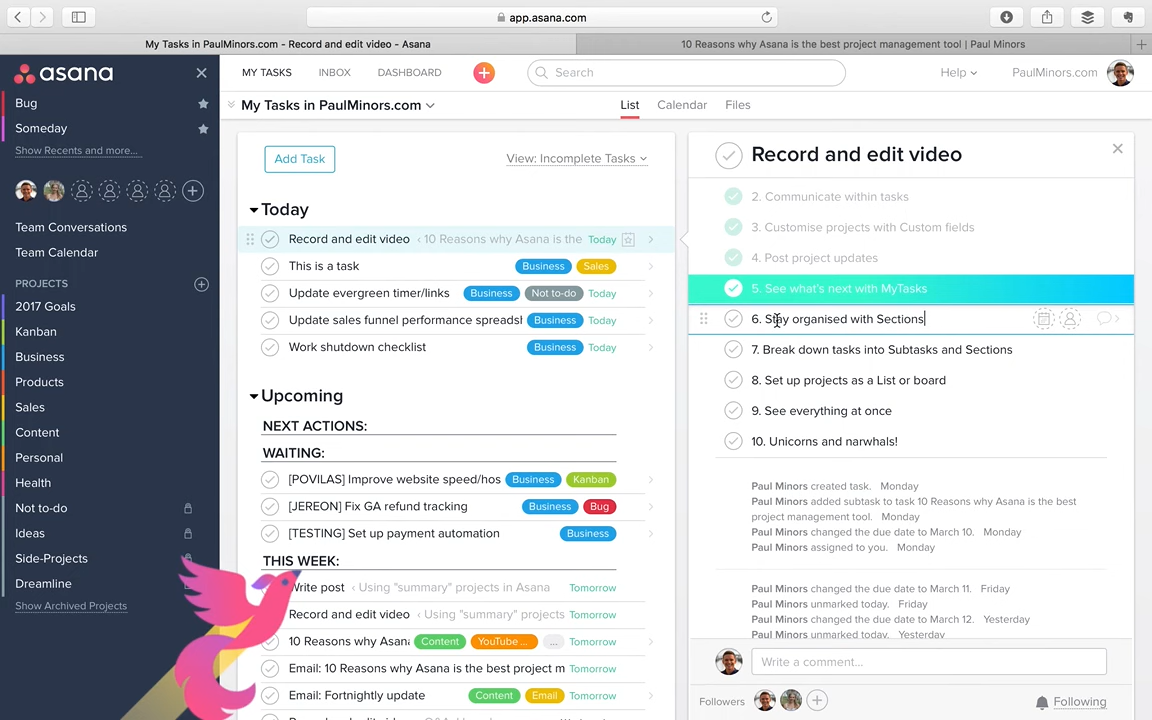 app.asana.com
My Tasks in PaulMinors.com - Record and edit video - Asana
10 Reasons why Asana is the best project management tool | Paul Minors
asana
MY TASKS INBOX DASHBOARD
Search
Help
PaulMinors.com
My Tasks in PaulMinors.com
List Calendar Files
Bug
Someday
Show Recents and more...
Team Conversations
Team Calendar
PROJECTS
2017 Goals
Kanban
Business
Products
Sales
Content
Personal
Health
Not to-do
Ideas
Side-Projects
Dreamline
Show Archived Projects
Add Task
View: Incomplete Tasks
Today
Record and edit video ‹ 10 Reasons why Asana is the Today
This is a task Business Sales
Update evergreen timer/links Business Not to-do Today
Update sales funnel performance spreadsh Business Today
Work shutdown checklist Business Today
Upcoming
NEXT ACTIONS:
WAITING:
[POVILAS] Improve website speed/hos Business Kanban
[JEREON] Fix GA refund tracking Business Bug
[TESTING] Set up payment automation Business
THIS WEEK:
Write post ‹ Using "summary" projects in Asana Tomorrow
Record and edit video ‹ Using "summary" projects Tomorrow
10 Reasons why Asana Content YouTube ... ... Tomorrow
Email: 10 Reasons why Asana is the best project m Tomorrow
Email: Fortnightly update Content Email Tomorrow
Record and edit video
2. Communicate within tasks
3. Customise projects with Custom fields
4. Post project updates
5. See what's next with MyTasks
6. Stay organised with Sections
7. Break down tasks into Subtasks and Sections
8. Set up projects as a List or board
9. See everything at once
10. Unicorns and narwhals!
Paul Minors created task. Monday
Paul Minors added subtask to task 10 Reasons why Asana is the best
project management tool. Monday
Paul Minors changed the due date to March 10. Monday
Paul Minors assigned to you. Monday
Paul Minors changed the due date to March 11. Friday
Paul Minors unmarked today. Friday
Paul Minors changed the due date to March 12. Yesterday
Paul Minors unmarked today. Yesterday
Write a comment...
Followers
Following